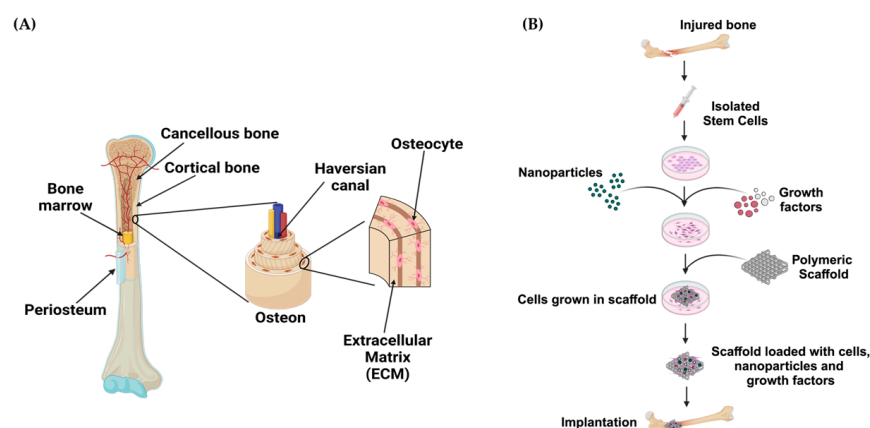 (A)
Cancellous bone
Cortical bone
Bone
marrow
Periosteum
Haversian
canal
Osteon
Osteocyte
Extracellular
Matrix
(ECM)
(B)
Injured bone
Isolated
Stem Cells
Nanoparticles
Growth
factors
Polymeric
Scaffold
Cells grown in scaffold
Scaffold loaded with cells,
nanoparticles and
growth factors
Implantation